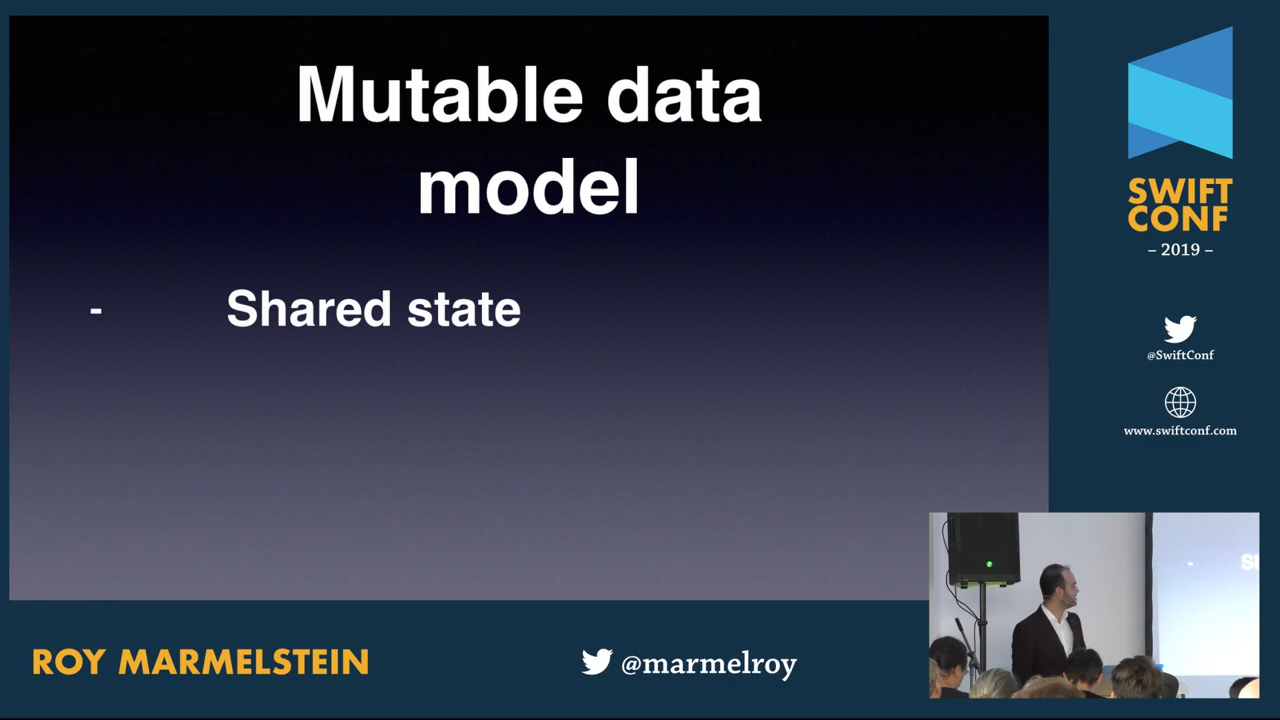 Mutable data
model
- Shared state
SWIFT
CONF
– 2019 –
@SwiftConf
www.swiftconf.com
ROY MARMELSTEIN
@marmelroy